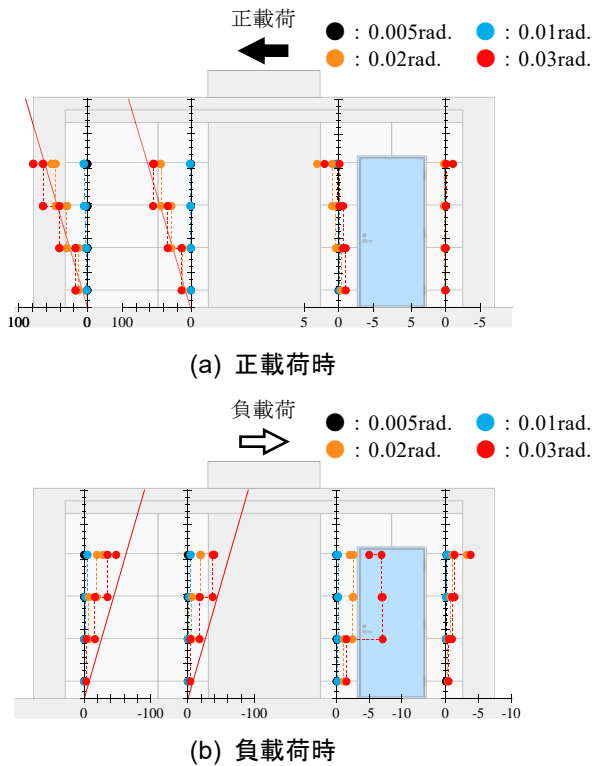 正載荷
：0.005rad. ：0.01rad.
：0.02rad. ：0.03rad.
100 0 100 0 5 0 -5 0 -5
(a) 正載荷時
負載荷
：0.005rad. ：0.01rad.
：0.02rad. ：0.03rad.
0 -100 0 -100 0 -5 -10 0 -5 -10
(b) 負載荷時